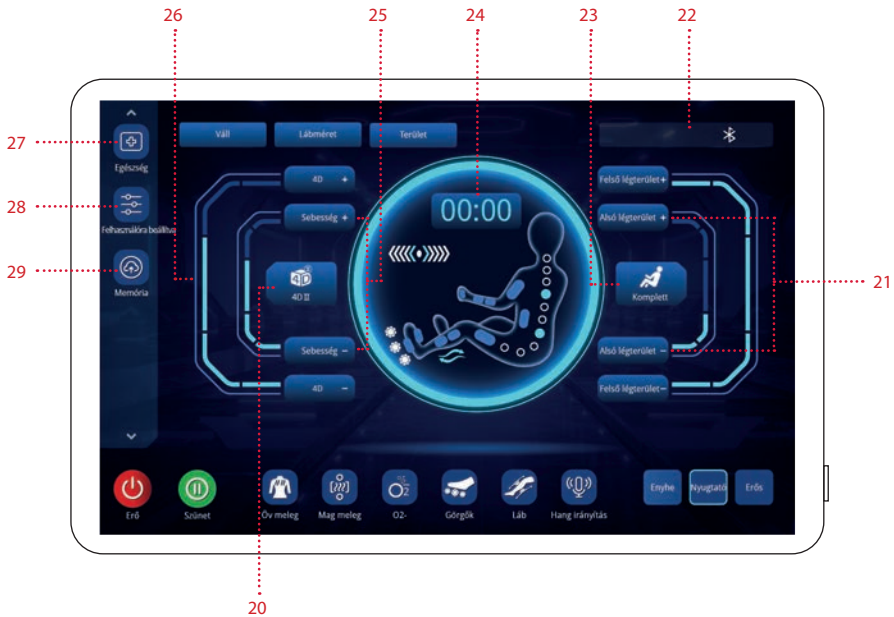 26 25 24 23 22
Váll Lábméret Terület
27
Egészség
4D + Felső légterület+
28
Felhasználóra beállítva
Sebesség + 00:00 Alsó légterület +
29
Memória
4D II Komplett
21
Sebesség − Alsó légterület −
4D − Felső légterület−
Enyhe Nyugtató Erős
Erő Szünet Öv meleg Mag meleg O2- Görgők Láb Hang irányítás
20